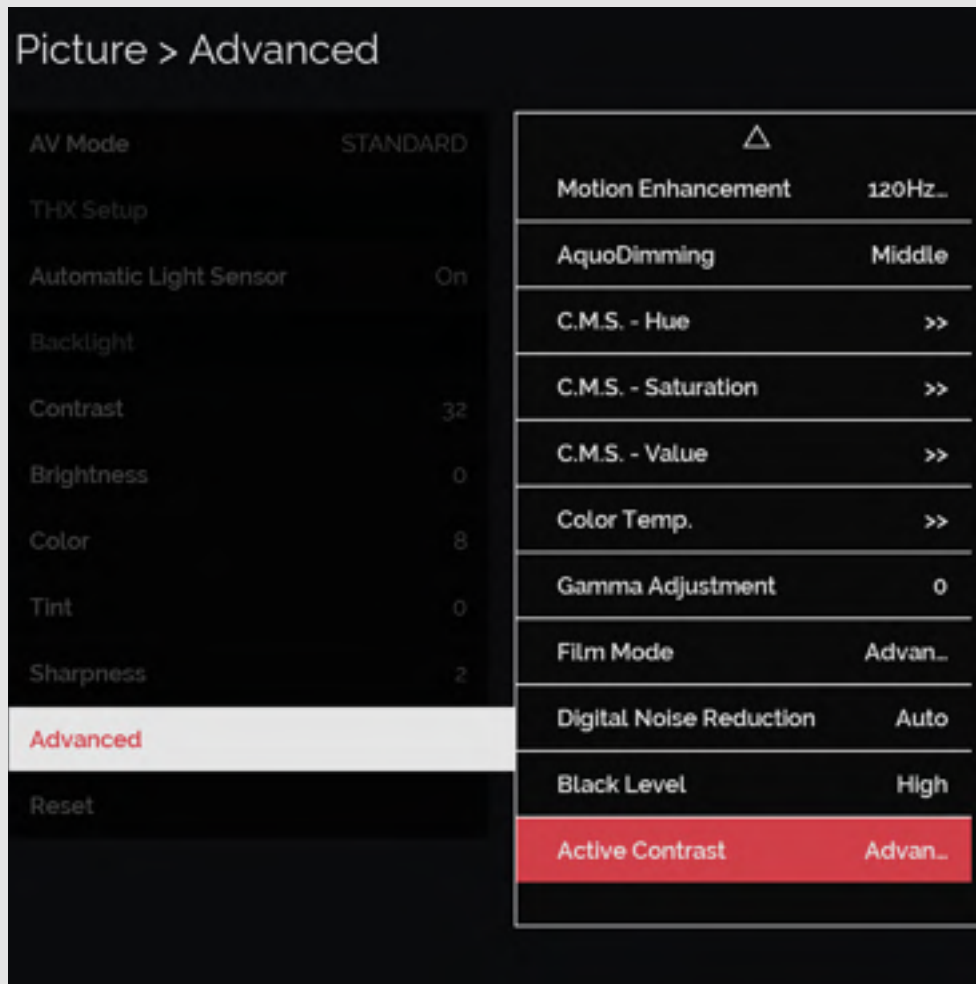 Picture > Advanced
AV Mode STANDARD
THX Setup
Automatic Light Sensor On
Backlight
Contrast 32
Brightness 0
Color 8
Tint 0
Sharpness 2
Advanced
Reset
Motion Enhancement 120Hz...
AquoDimming Middle
C.M.S. - Hue >>
C.M.S. - Saturation >>
C.M.S. - Value >>
Color Temp. >>
Gamma Adjustment 0
Film Mode Advan...
Digital Noise Reduction Auto
Black Level High
Active Contrast Advan...